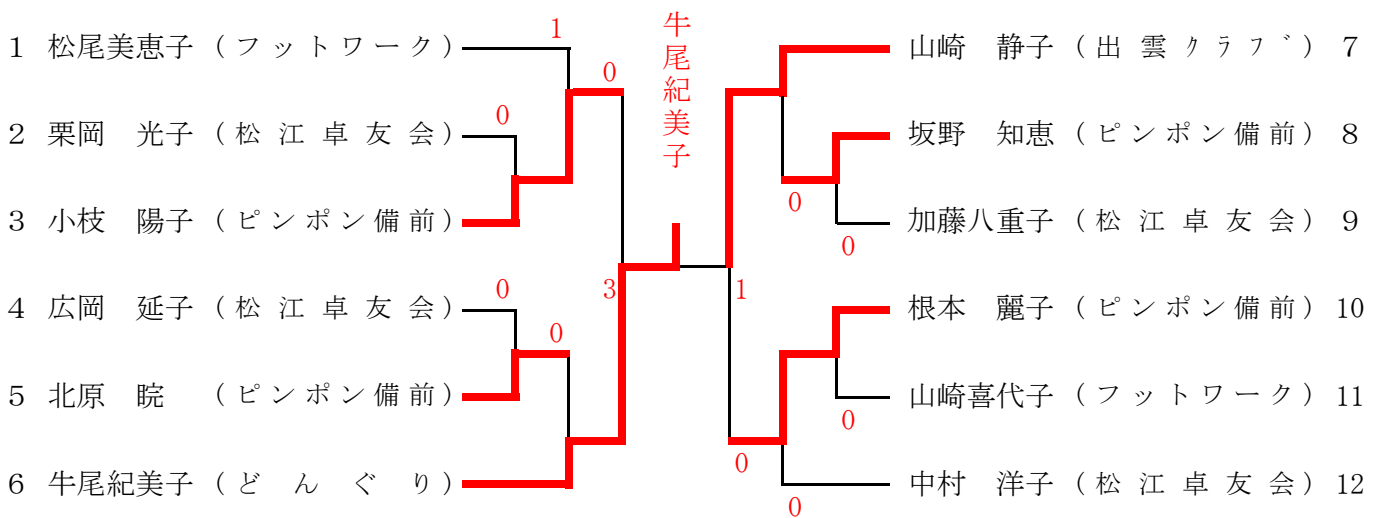 牛尾紀美子
1 松尾美恵子 (フットワーク)
1
0
2 栗岡 光子 (松江卓友会)
0
3 小枝 陽子 (ピンポン備前)
4 広岡 延子 (松江卓友会)
0
0
5 北原 睆 (ピンポン備前)
6 牛尾紀美子 (どんぐり)
3
1
山崎 静子 (出雲クラブ) 7
坂野 知恵 (ピンポン備前) 8
0
加藤八重子 (松江卓友会) 9
0
根本 麗子 (ピンポン備前) 10
山崎喜代子 (フットワーク) 11
0
0
中村 洋子 (松江卓友会) 12
0